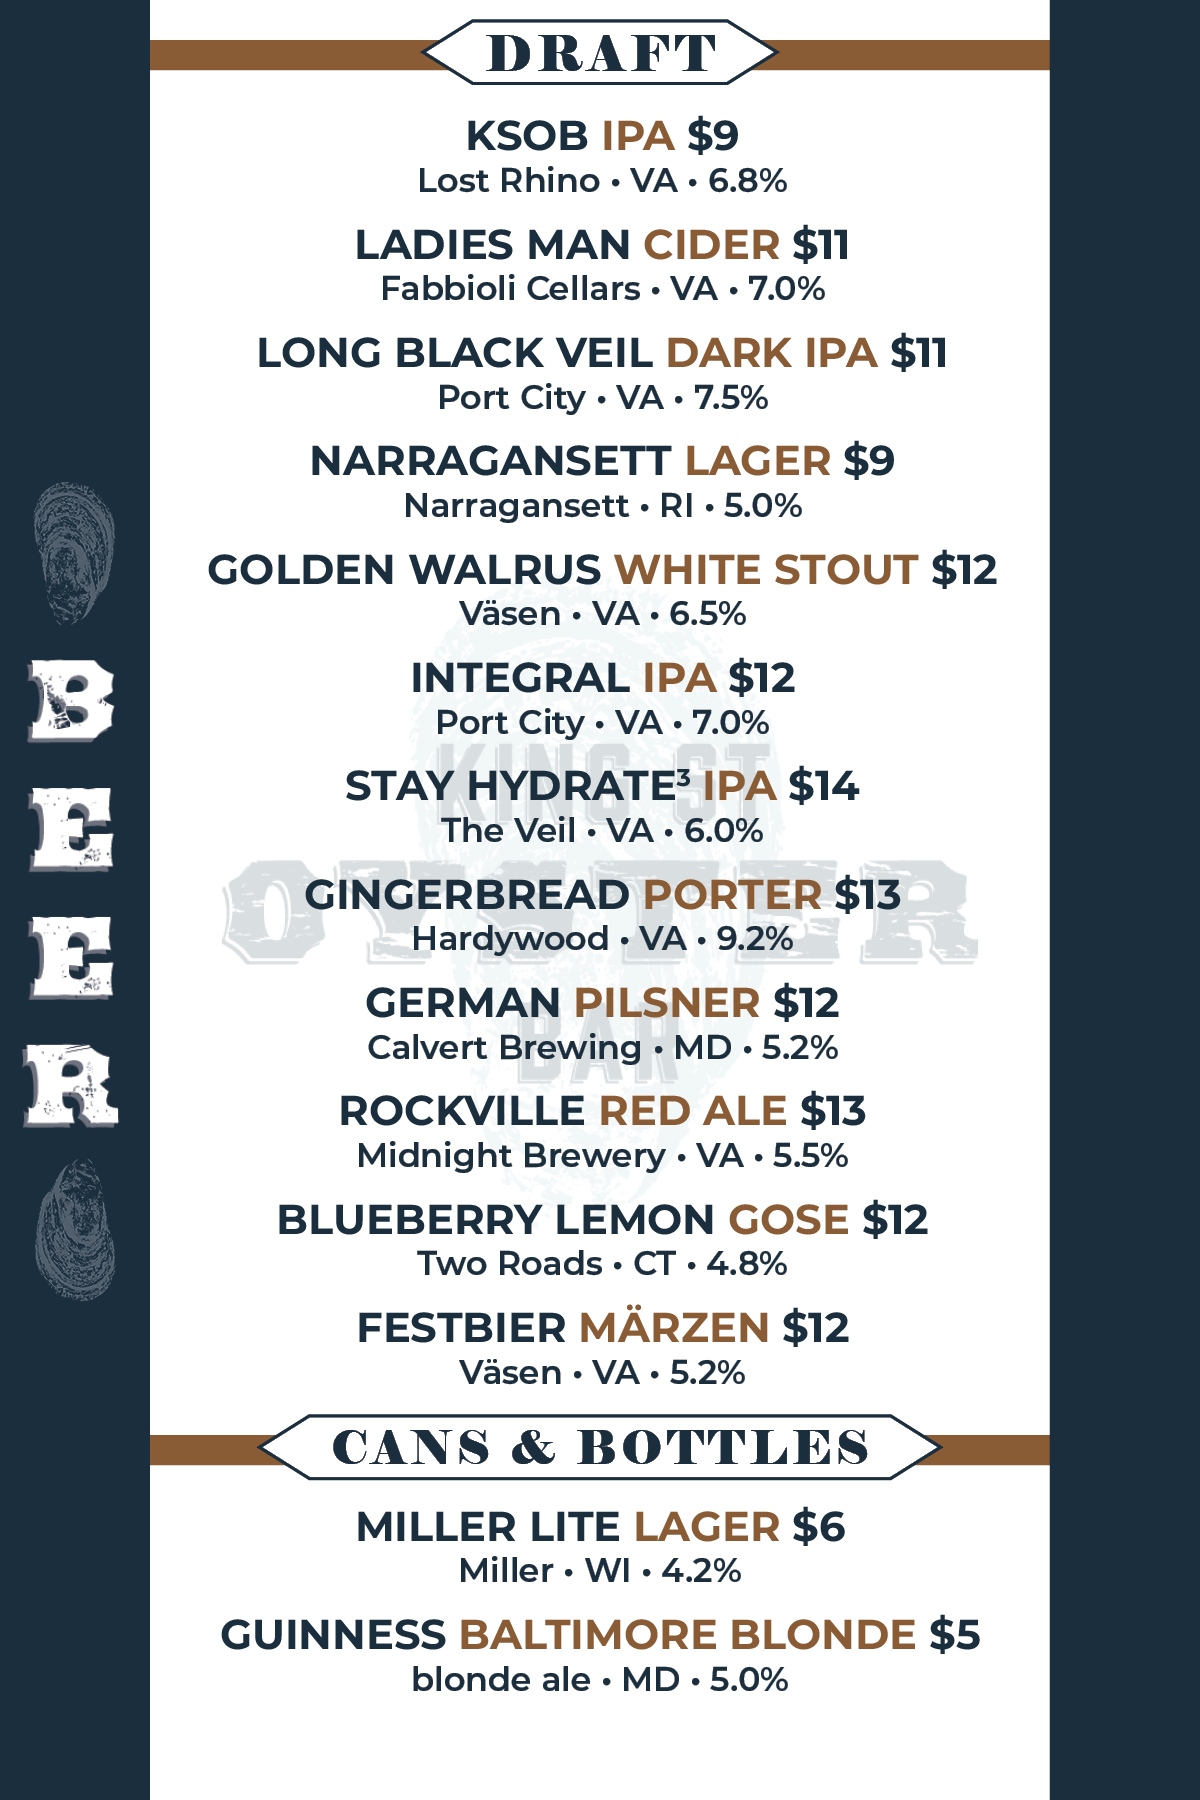 DRAFT
KSOB IPA $9
Lost Rhino • VA • 6.8%
LADIES MAN CIDER $11
Fabbioli Cellars • VA • 7.0%
LONG BLACK VEIL DARK IPA $11
Port City • VA • 7.5%
NARRAGANSETT LAGER $9
Narragansett • RI • 5.0%
GOLDEN WALRUS WHITE STOUT $12
Väsen • VA • 6.5%
INTEGRAL IPA $12
Port City • VA • 7.0%
STAY HYDRATE³ IPA $14
The Veil • VA • 6.0%
GINGERBREAD PORTER $13
Hardywood • VA • 9.2%
GERMAN PILSNER $12
Calvert Brewing • MD • 5.2%
ROCKVILLE RED ALE $13
Midnight Brewery • VA • 5.5%
BLUEBERRY LEMON GOSE $12
Two Roads • CT • 4.8%
FESTBIER MÄRZEN $12
Väsen • VA • 5.2%
CANS & BOTTLES
MILLER LITE LAGER $6
Miller • WI • 4.2%
GUINNESS BALTIMORE BLONDE $5
blonde ale • MD • 5.0%
BEER
KING ST
OYSTER
BAR